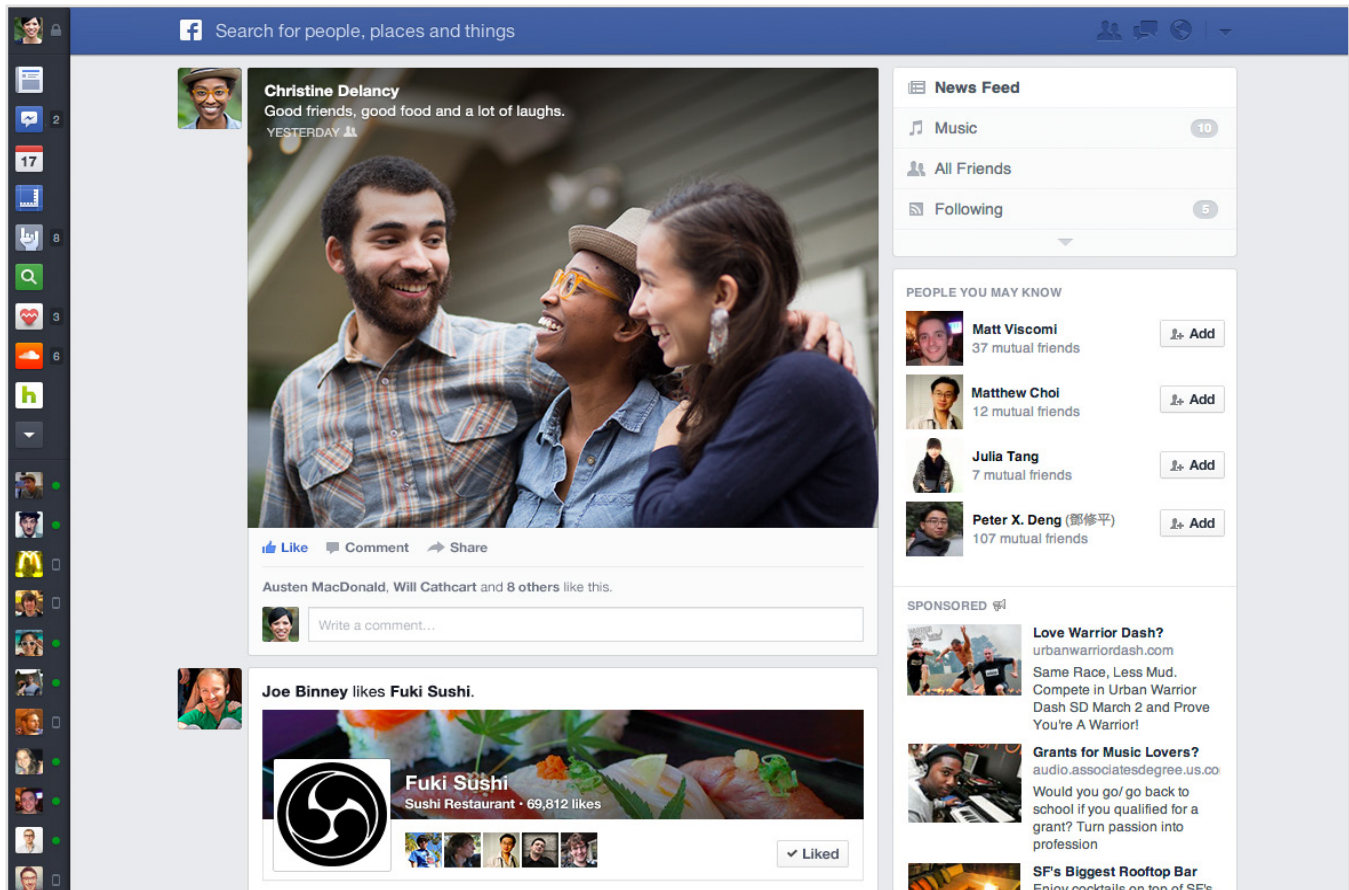 f
Search for people, places and things
2
17
8
3
6
h
Christine Delancy
Good friends, good food and a lot of laughs.
YESTERDAY
Like Comment Share
Austen MacDonald, Will Cathcart and 8 others like this.
Write a comment...
Joe Binney likes Fuki Sushi.
Fuki Sushi
Sushi Restaurant • 69,812 likes
Liked
News Feed
Music 10
All Friends
Following 5
PEOPLE YOU MAY KNOW
Matt Viscomi
37 mutual friends
Add
Matthew Choi
12 mutual friends
Add
Julia Tang
7 mutual friends
Add
Peter X. Deng (鄧修平)
107 mutual friends
Add
SPONSORED
Love Warrior Dash?
urbanwarriordash.com
Same Race, Less Mud.
Compete in Urban Warrior
Dash SD March 2 and Prove
You're A Warrior!
Grants for Music Lovers?
audio.associatesdegree.us.co
Would you go/ go back to
school if you qualified for a
grant? Turn passion into
profession
SF's Biggest Rooftop Bar
Enjoy cocktails on top of SF's